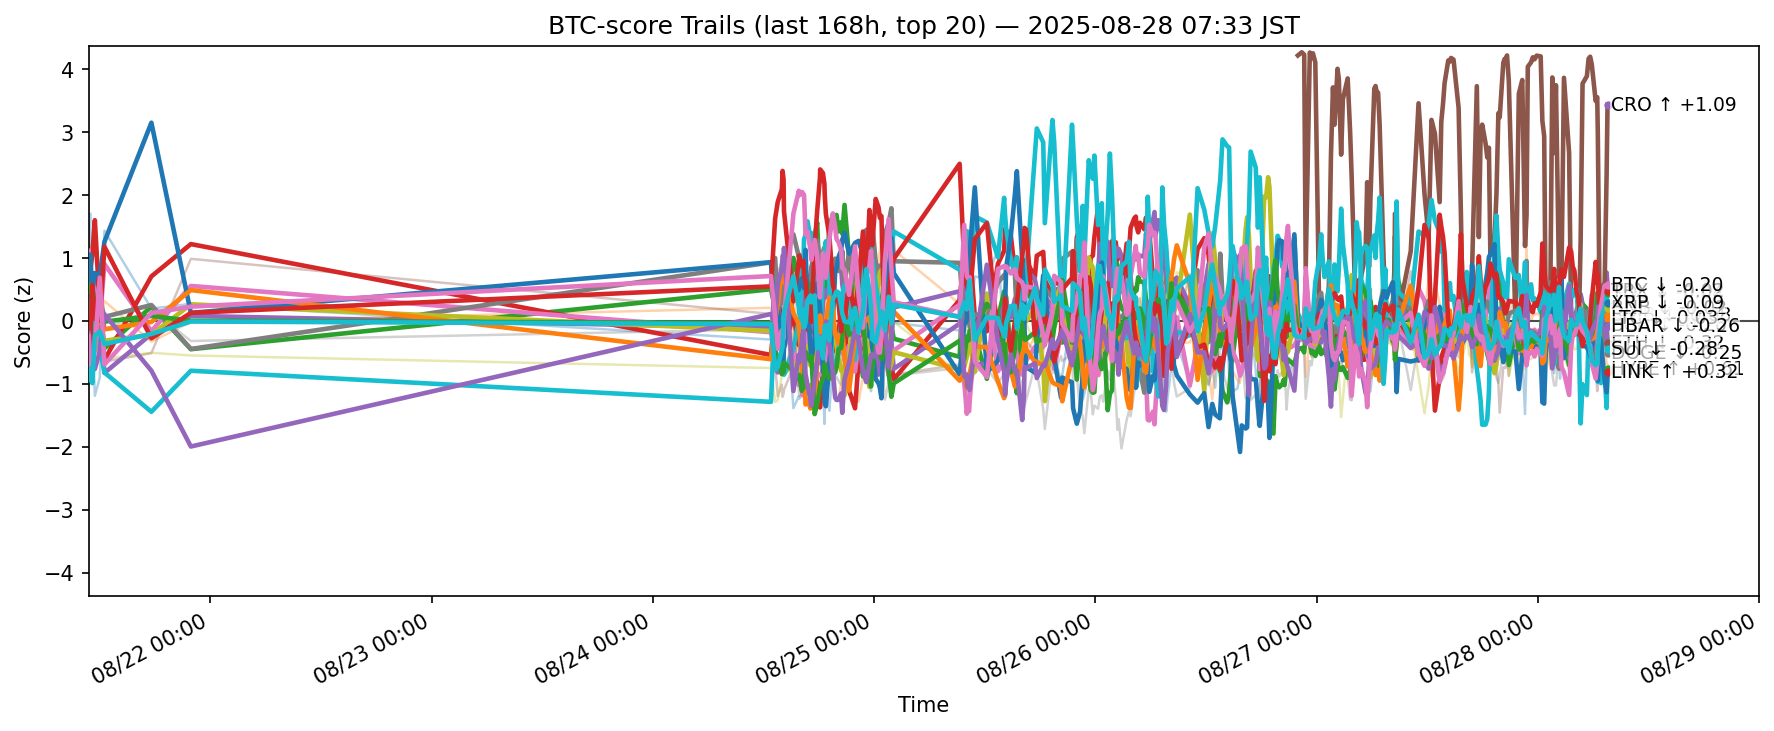 BTC-score Trails (last 168h, top 20) — 2025-08-28 07:33 JST
Score (z)
4
3
2
1
0
−1
−2
−3
−4
CRO ↑ +1.09
BTC ↓ -0.20
XRP ↓ -0.09
HBAR ↓ -0.26
SUI ↓ -0.28
LINK ↑ +0.32
08/22 00:00
08/23 00:00
08/24 00:00
08/25 00:00
08/26 00:00
08/27 00:00
08/28 00:00
08/29 00:00
Time